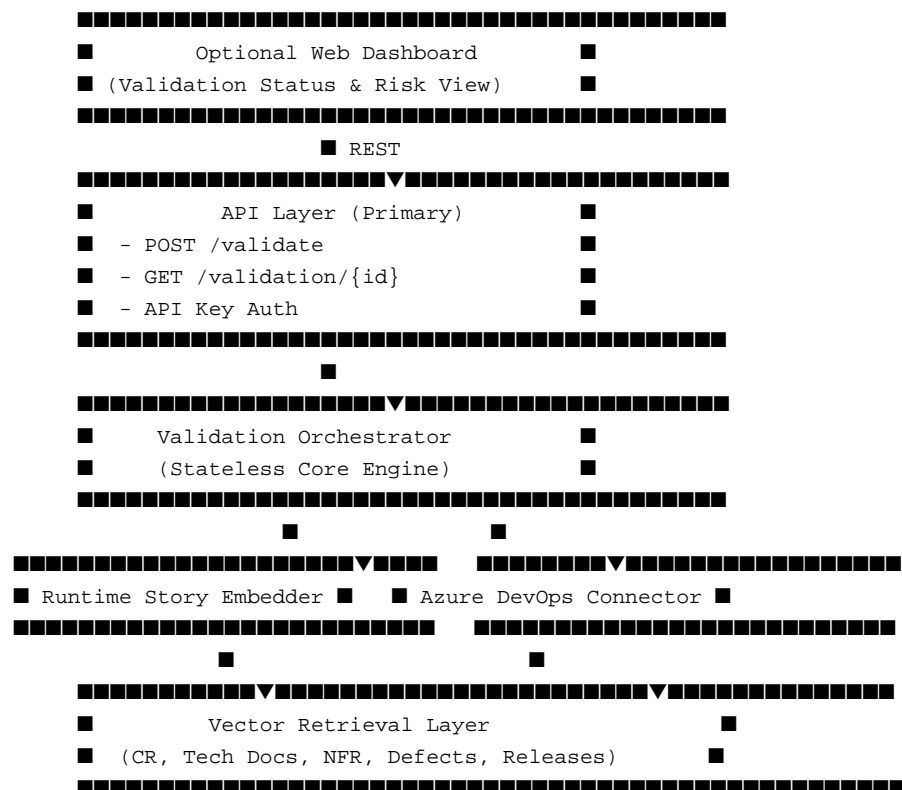 Optional Web Dashboard
(Validation Status & Risk View)
REST
API Layer (Primary)
- POST /validate
- GET /validation/{id}
- API Key Auth
Validation Orchestrator
(Stateless Core Engine)
Runtime Story Embedder
Azure DevOps Connector
Vector Retrieval Layer
(CR, Tech Docs, NFR, Defects, Releases)